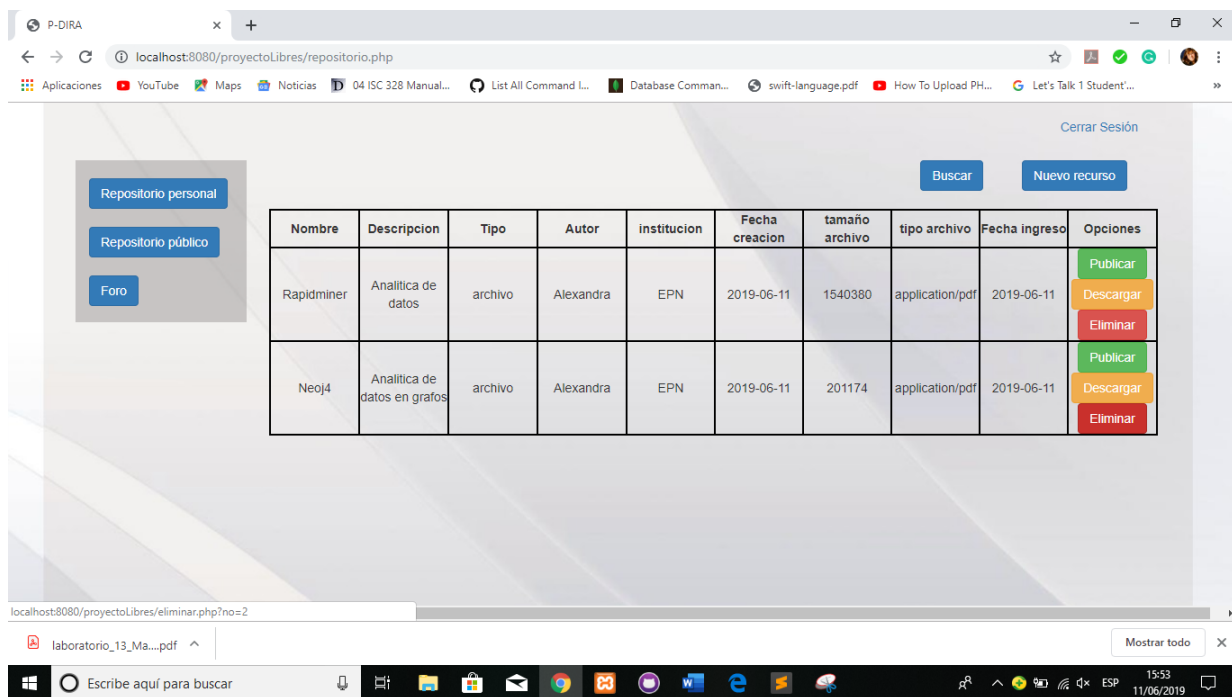 P-DIRA
localhost:8080/proyectoLibres/repositorio.php
Aplicaciones YouTube Maps Noticias 04 ISC 328 Manual... List All Command I... Database Comman... swift-language.pdf How To Upload PH... Let's Talk 1 Student'... »
Cerrar Sesión
Repositorio personal
Repositorio público
Foro
Buscar Nuevo recurso
Nombre Descripcion Tipo Autor institucion Fecha creacion tamaño archivo tipo archivo Fecha ingreso Opciones
Rapidminer Analitica de datos archivo Alexandra EPN 2019-06-11 1540380 application/pdf 2019-06-11 Publicar Descargar Eliminar
Neoj4 Analitica de datos en grafos archivo Alexandra EPN 2019-06-11 201174 application/pdf 2019-06-11 Publicar Descargar Eliminar
localhost:8080/proyectoLibres/eliminar.php?no=2
laboratorio_13_Ma....pdf
Mostrar todo
Escribe aquí para buscar
ESP
15:53
11/06/2019